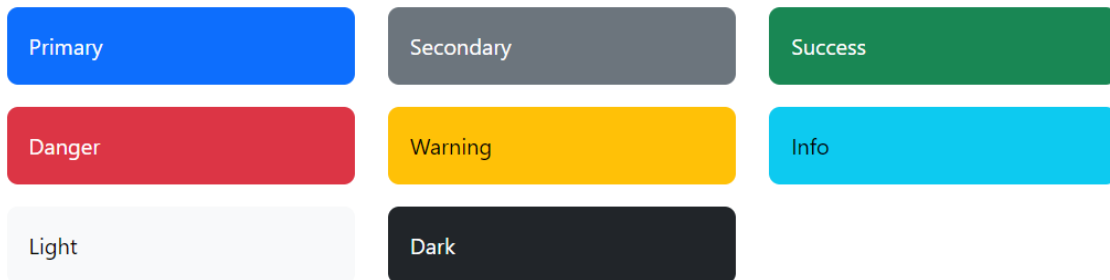 Primary
Secondary
Success
Danger
Warning
Info
Light
Dark